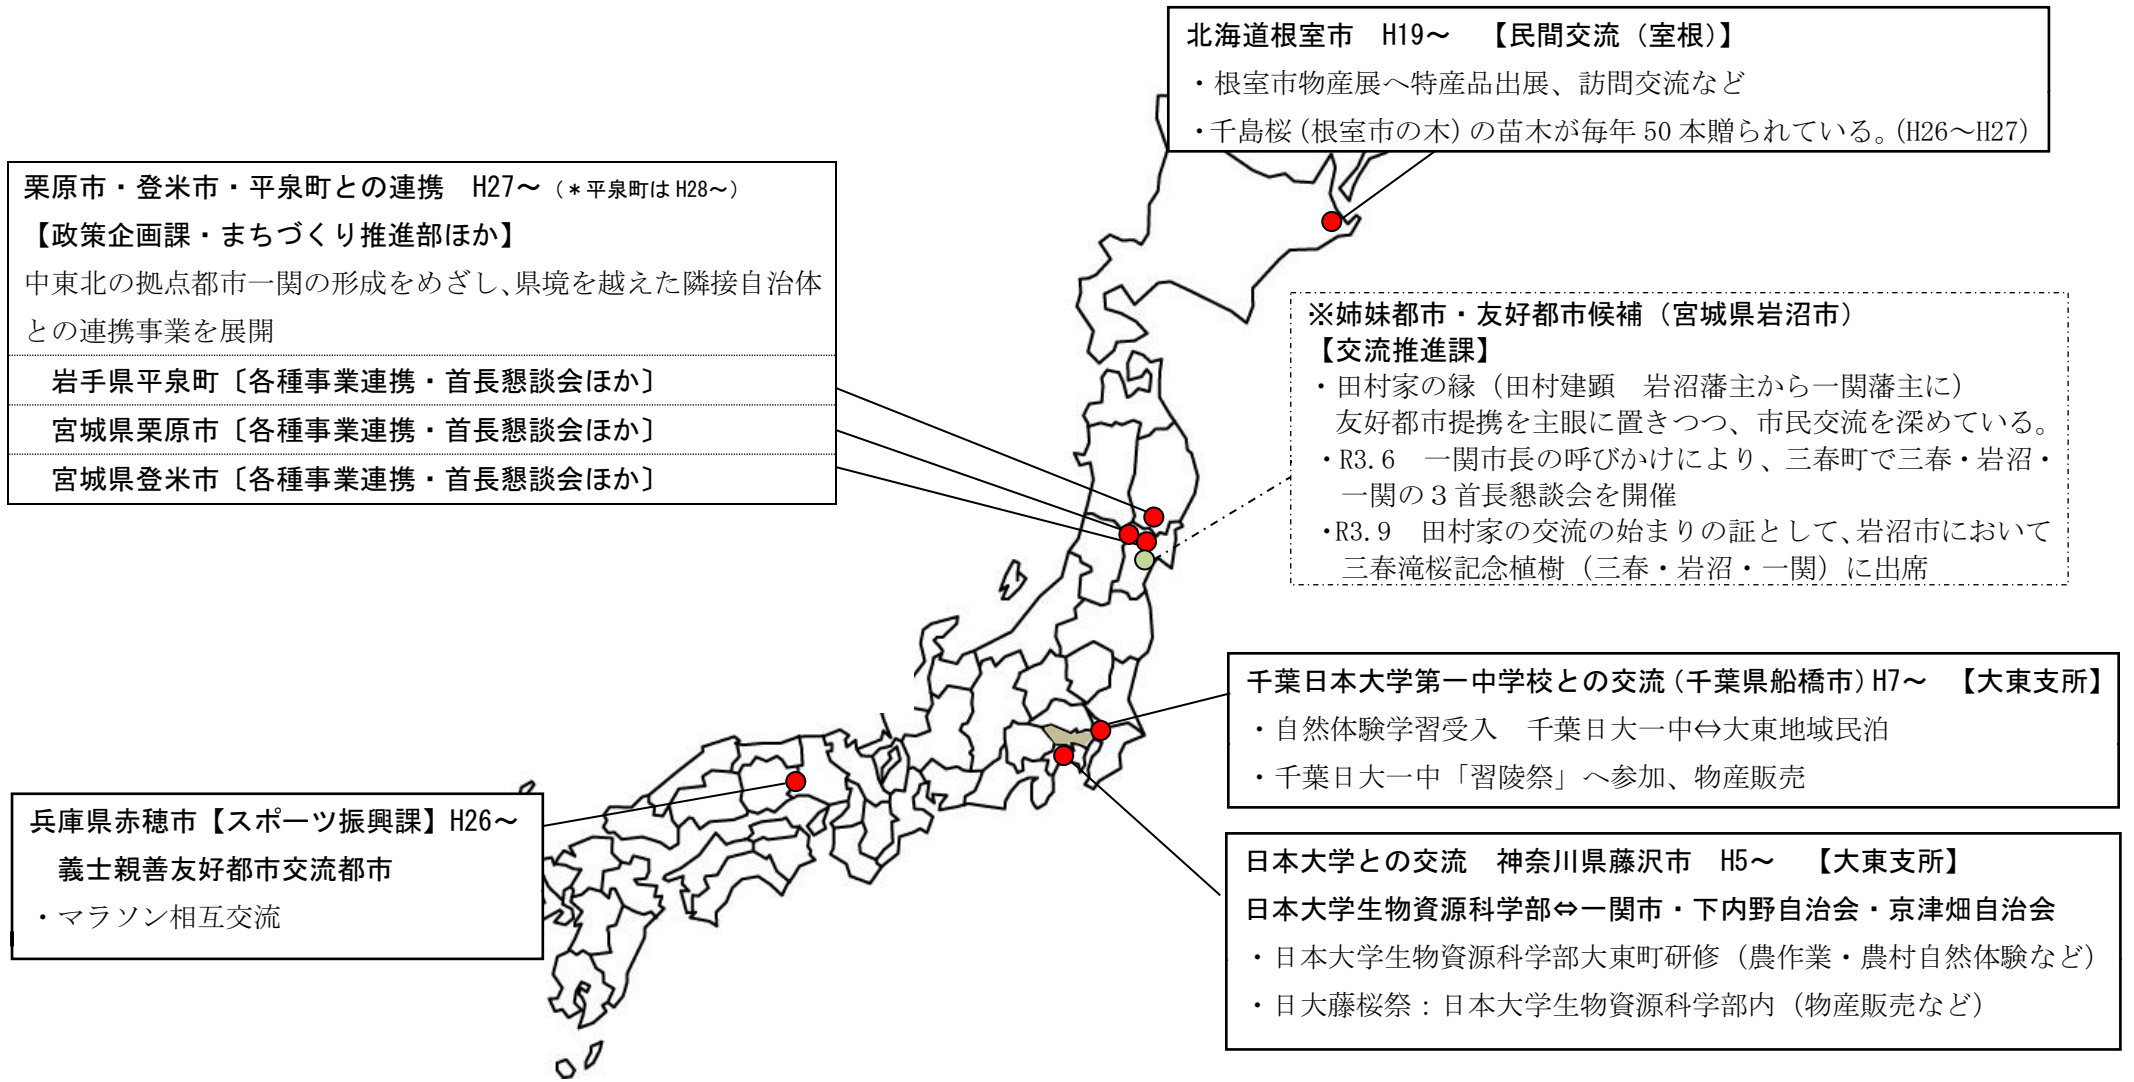 北海道根室市　H19～　【民間交流（室根）】
・根室市物産展へ特産品出展、訪問交流など
・千島桜(根室市の木)の苗木が毎年50本贈られている。(H26～H27)
栗原市・登米市・平泉町との連携　H27～（＊平泉町はH28～）
【政策企画課・まちづくり推進部ほか】
中東北の拠点都市一関の形成をめざし、県境を越えた隣接自治体
との連携事業を展開
岩手県平泉町〔各種事業連携・首長懇談会ほか〕
宮城県栗原市〔各種事業連携・首長懇談会ほか〕
宮城県登米市〔各種事業連携・首長懇談会ほか〕
※姉妹都市・友好都市候補（宮城県岩沼市）
【交流推進課】
・田村家の縁（田村建顕　岩沼藩主から一関藩主に）
友好都市提携を主眼に置きつつ、市民交流を深めている。
・R3.6　一関市長の呼びかけにより、三春町で三春・岩沼・
一関の３首長懇談会を開催
・R3.9　田村家の交流の始まりの証として、岩沼市において
三春滝桜記念植樹（三春・岩沼・一関）に出席
千葉日本大学第一中学校との交流(千葉県船橋市)H7～　【大東支所】
・自然体験学習受入　千葉日大一中⇔大東地域民泊
・千葉日大一中「習陵祭」へ参加、物産販売
兵庫県赤穂市【スポーツ振興課】H26～
義士親善友好都市交流都市
・マラソン相互交流
日本大学との交流　神奈川県藤沢市　H5～　【大東支所】
日本大学生物資源科学部⇔一関市・下内野自治会・京津畑自治会
・日本大学生物資源科学部大東町研修（農作業・農村自然体験など）
・日大藤桜祭：日本大学生物資源科学部内（物産販売など）